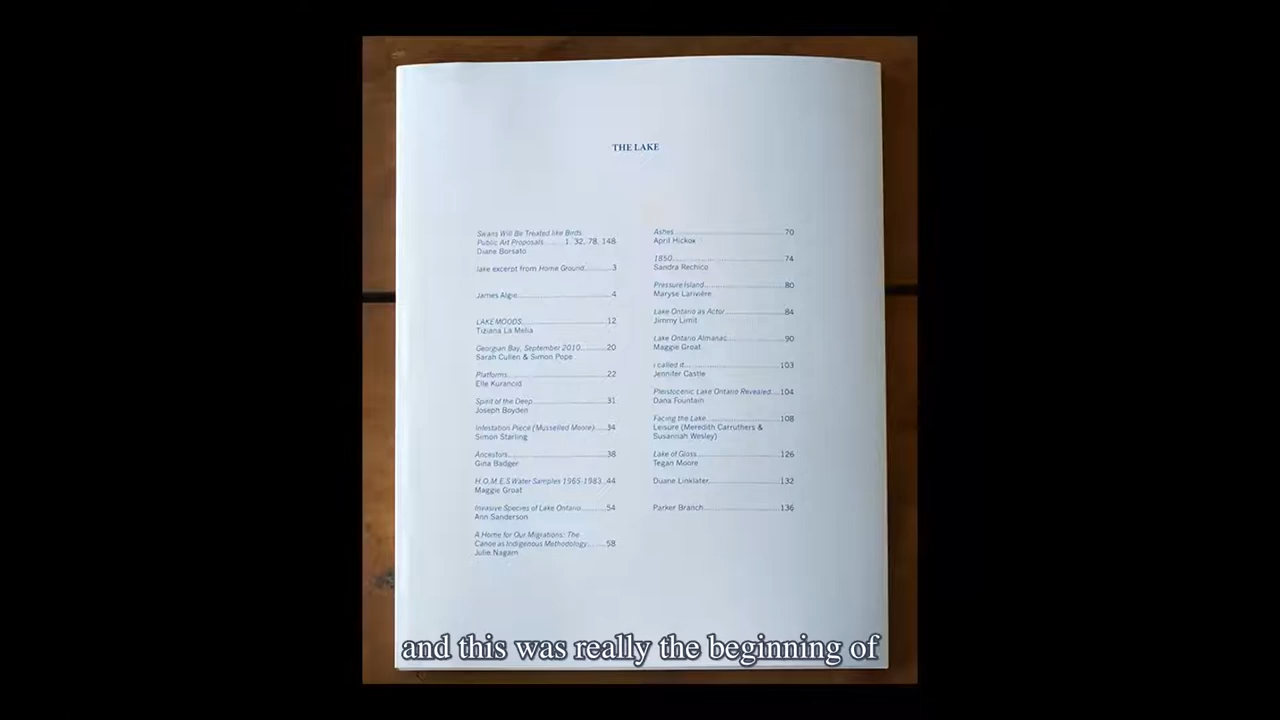 THE LAKE
Swans Will Be Treated like Birds
Public Art Proposals........1, 32, 78, 148
Diane Borsato
lake excerpt from Home Ground..........3
James Algie..........4
LAKE MOODS..........12
Tiziana La Melia
Georgian Bay, September 2010..........20
Sarah Cullen & Simon Pope
Platforms..........22
Elle Kurancid
Spirit of the Deep..........31
Joseph Boyden
Infestation Piece (Musselled Moore).....34
Simon Starling
Ancestors..........38
Gina Badger
H.O.M.E.S Water Samples 1965-1983..44
Maggie Groat
Invasive Species of Lake Ontario..........54
Ann Sanderson
A Home for Our Migrations: The
Canoe as Indigenous Methodology.......58
Julie Nagam
Ashes..........70
April Hickox
1850..........74
Sandra Rechico
Pressure Island..........80
Maryse Larivière
Lake Ontario as Actor..........84
Jimmy Limit
Lake Ontario Almanac..........90
Maggie Groat
i called it..........103
Jennifer Castle
Pleistocenic Lake Ontario Revealed....104
Dana Fountain
Facing the Lake..........108
Leisure (Meredith Carruthers &
Susannah Wesley)
Lake of Glass..........126
Tegan Moore
Duane Linklater..........132
Parker Branch..........136
and this was really the beginning of